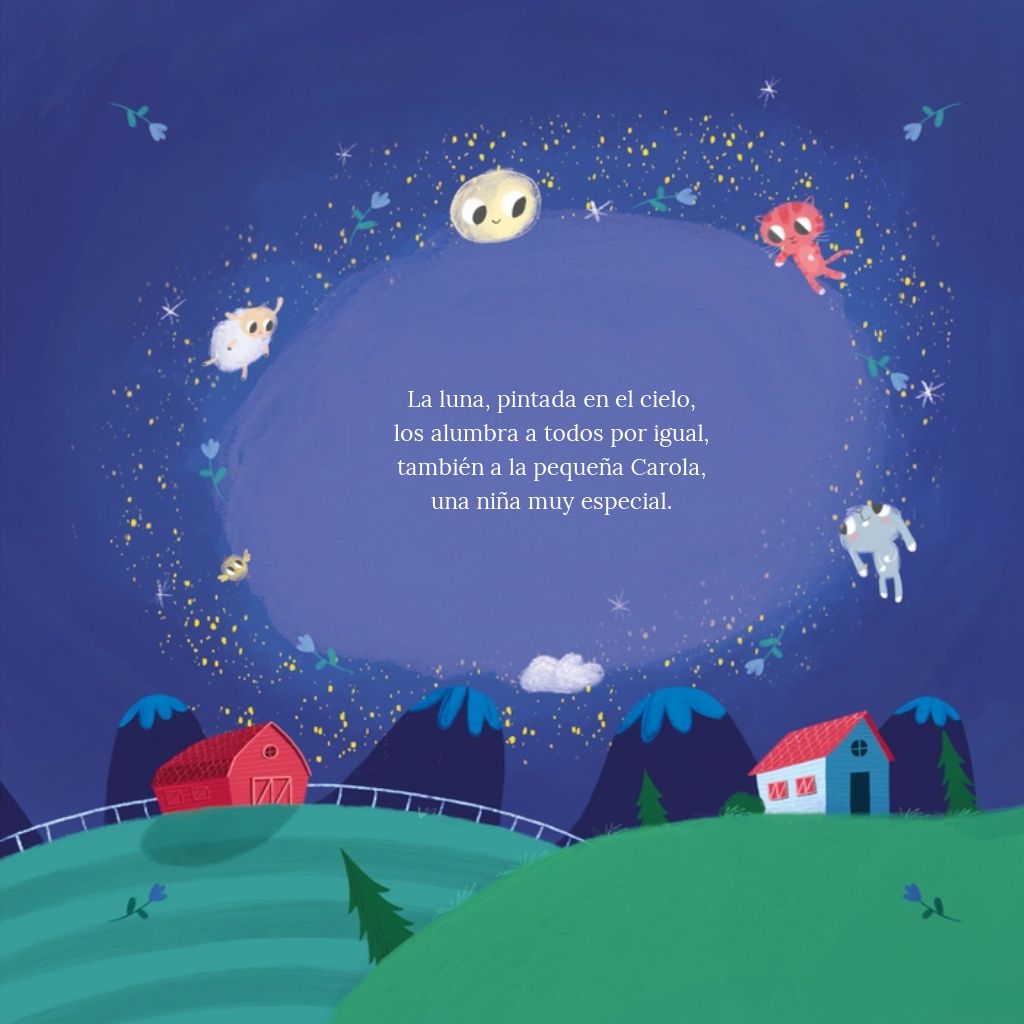 La luna, pintada en el cielo,
los alumbra a todos por igual,
también a la pequeña Carola,
una niña muy especial.